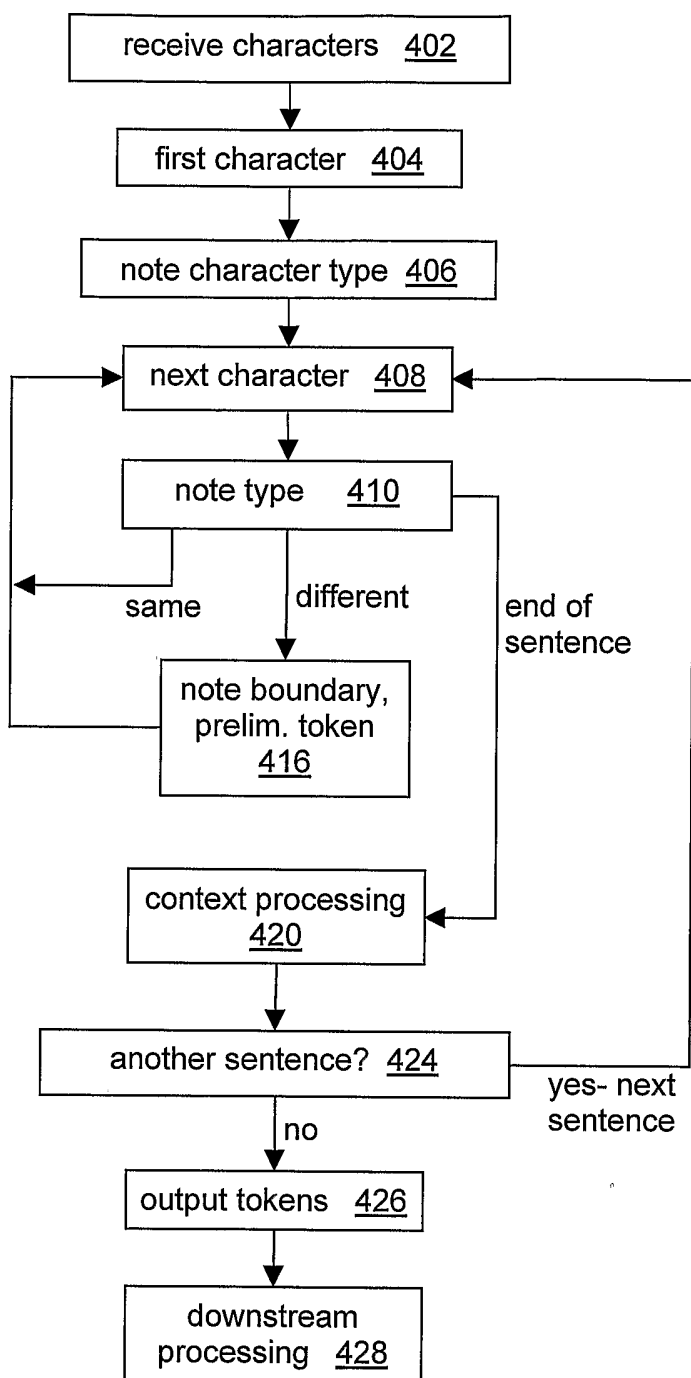 receive characters 402
first character 404
note character type 406
next character 408
note type 410
same
different
end of
sentence
note boundary,
prelim. token
416
context processing
420
another sentence? 424
yes- next
sentence
no
output tokens 426
downstream
processing 428